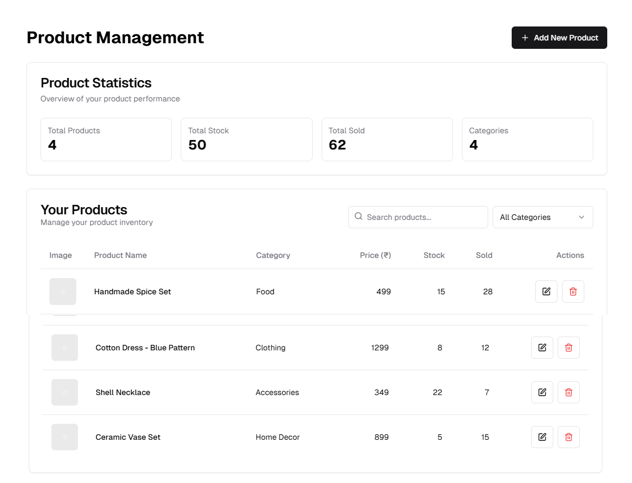 Product Management
+ Add New Product
Product Statistics
Overview of your product performance
Total Products Total Stock Total Sold Categories
4 50 62 4
Your Products
Manage your product inventory
Search products... All Categories
Image Product Name Category Price (₹) Stock Sold Actions
Handmade Spice Set Food 499 15 28
Cotton Dress - Blue Pattern Clothing 1299 8 12
Shell Necklace Accessories 349 22 7
Ceramic Vase Set Home Decor 899 5 15